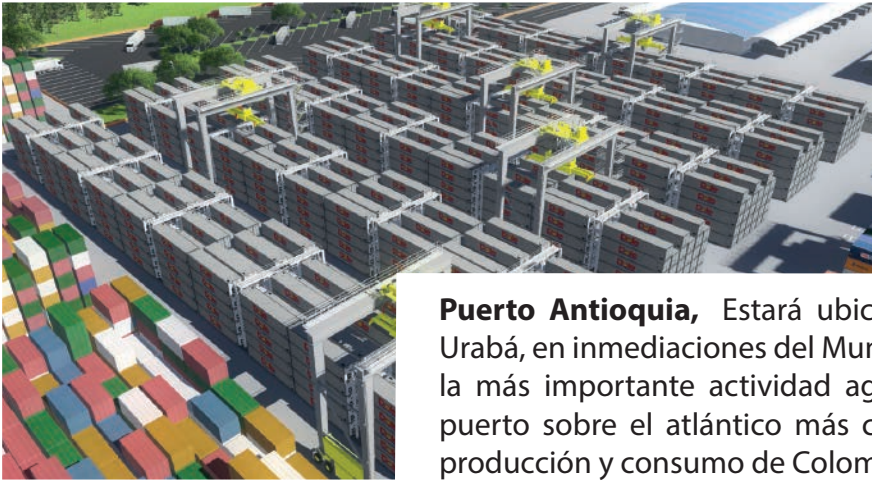 Puerto Antioquia, Estará ubic
Urabá, en inmediaciones del Mun
la más importante actividad ag
puerto sobre el atlántico más c
producción y consumo de Colom